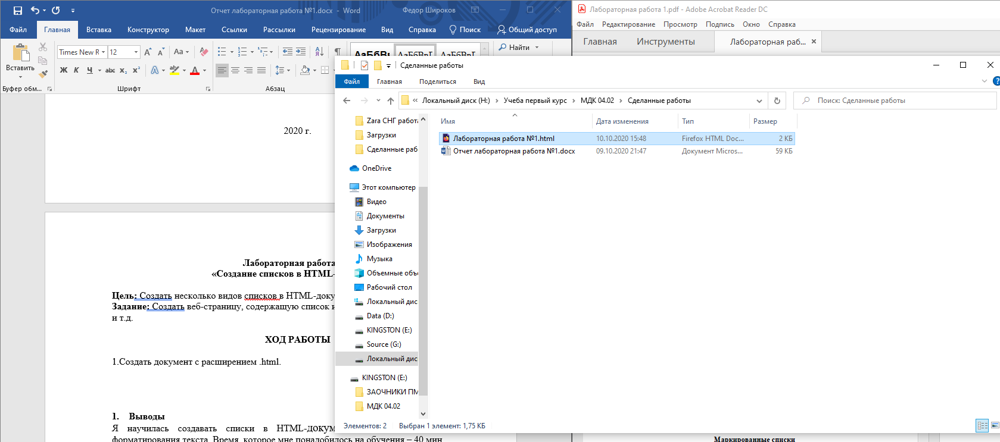 Отчет лабораторная работа №1.docx - Word
Федор Широков
Файл Главная Вставка Конструктор Макет Ссылки Рассылки Рецензирование Вид Справка Поиск Общий доступ
Times New R 12
Aa
Вставить
Ж К Ч abc x₂ x² A ab A
Буфер обм... Шрифт Абзац
АаБбВı АаБбВвГ АаБбВвГ
Найти
2020 г.
Лабораторная работа
«Создание списков в HTML-
Цель: Создать несколько видов списков в HTML-доку
Задание: Создать веб-страницу, содержащую список и
и т.д.
ХОД РАБОТЫ
1.Создать документ с расширением .html.
1. Выводы
Я научилась создавать списки в HTML-докум
форматирования текста. Время, которое мне понадобилось на обучения – 40 мин
Лабораторная работа 1.pdf - Adobe Acrobat Reader DC
Файл Редактирование Просмотр Подпись Окно Справка
Главная Инструменты Лабораторная раб...
Сделанные работы
Файл Главная Поделиться Вид
« Локальный диск (H:) › Учеба первый курс › МДК 04.02 › Сделанные работы
Поиск: Сделанные работы
Имя Дата изменения Тип Размер
Лабораторная работа №1.html 10.10.2020 15:48 Firefox HTML Doc... 2 КБ
Отчет лабораторная работа №1.docx 09.10.2020 21:47 Документ Micros... 59 КБ
Zara СНГ работа
Загрузки
Сделанные раб
OneDrive
Этот компьютер
Видео
Документы
Загрузки
Изображения
Музыка
Объемные объ
Рабочий стол
Локальный дис
Data (D:)
KINGSTON (E:)
Source (G:)
Локальный дис
KINGSTON (E:)
ЗАОЧНИКИ ПМ
МДК 04.02
Элементов: 2 Выбран 1 элемент: 1,75 КБ
Маркированные списки